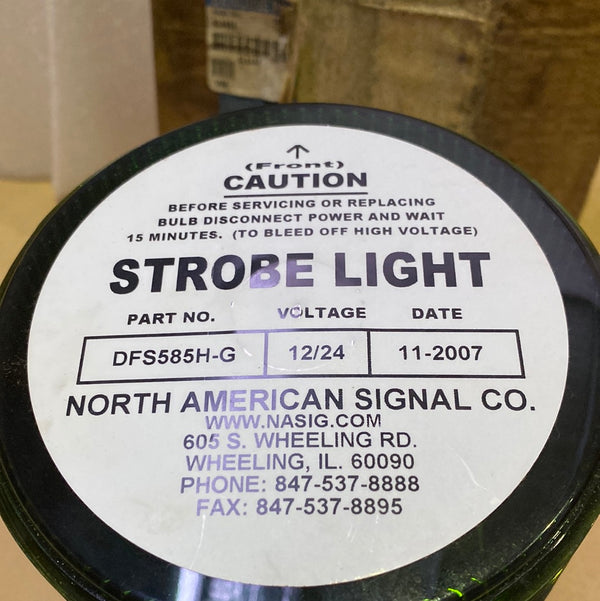 (Front)
CAUTION
BEFORE SERVICING OR REPLACING
BULB DISCONNECT POWER AND WAIT
15 MINUTES. (TO BLEED OFF HIGH VOLTAGE)
STROBE LIGHT
PART NO. VOLTAGE DATE
DFS585H-G 12/24 11-2007
NORTH AMERICAN SIGNAL CO.
WWW.NASIG.COM
605 S. WHEELING RD.
WHEELING, IL. 60090
PHONE: 847-537-8888
FAX: 847-537-8895